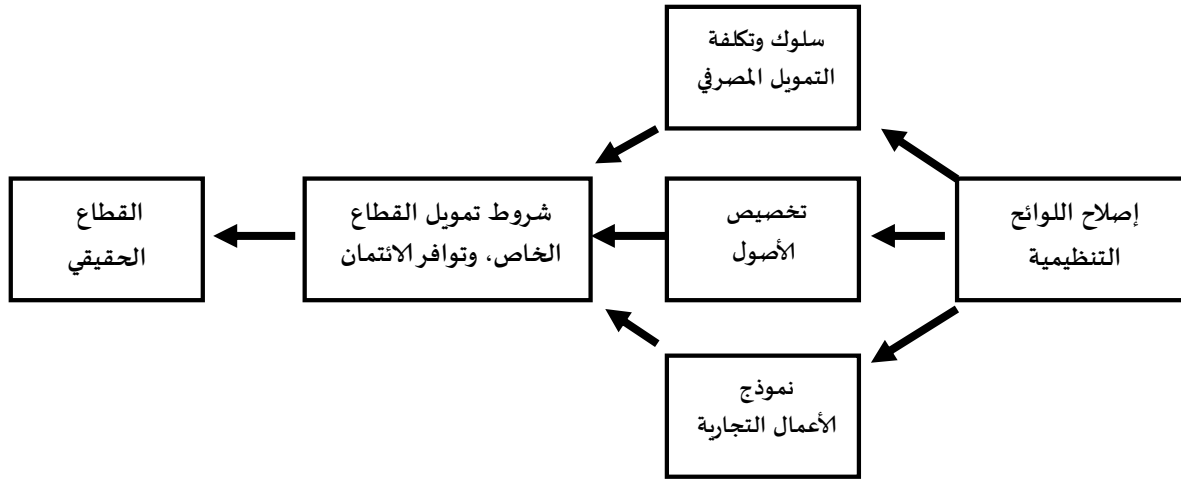 إصلاح اللوائح
التنظيمية
سلوك وتكلفة
التمويل المصرفي
تخصيص
الأصول
نموذج
الأعمال التجارية
شروط تمويل القطاع
الخاص، وتوافر الائتمان
القطاع
الحقيقي